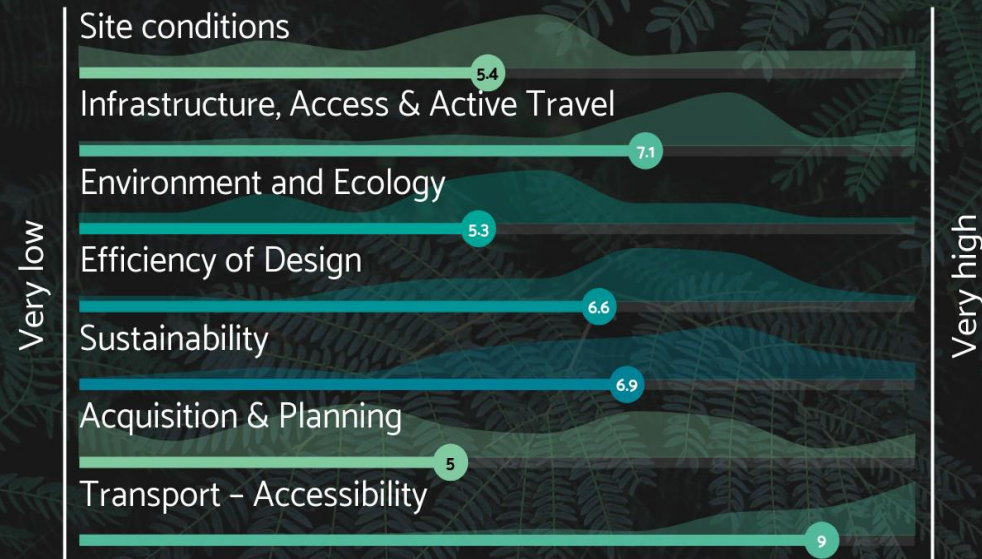 Site conditions
5.4
Infrastructure, Access & Active Travel
7.1
Environment and Ecology
5.3
Efficiency of Design
6.6
Sustainability
6.9
Acquisition & Planning
5
Transport – Accessibility
9
Very low
Very high